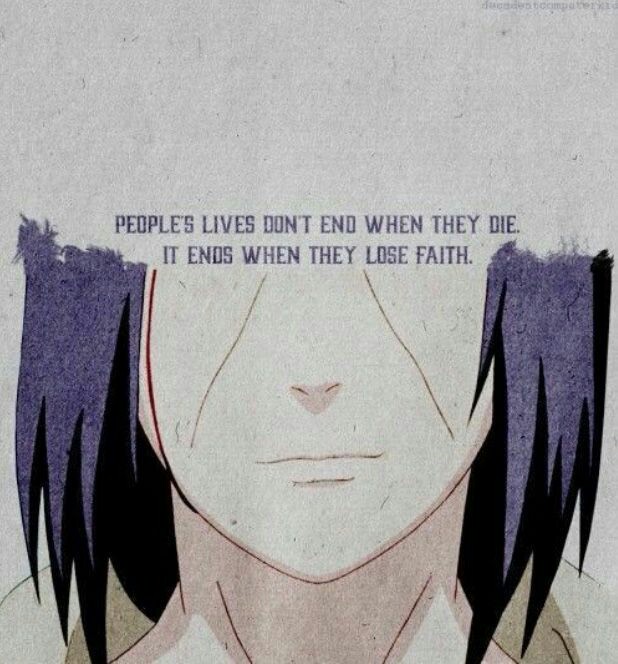 PEOPLE'S LIVES DON'T END WHEN THEY DIE.
IT ENDS WHEN THEY LOSE FAITH.